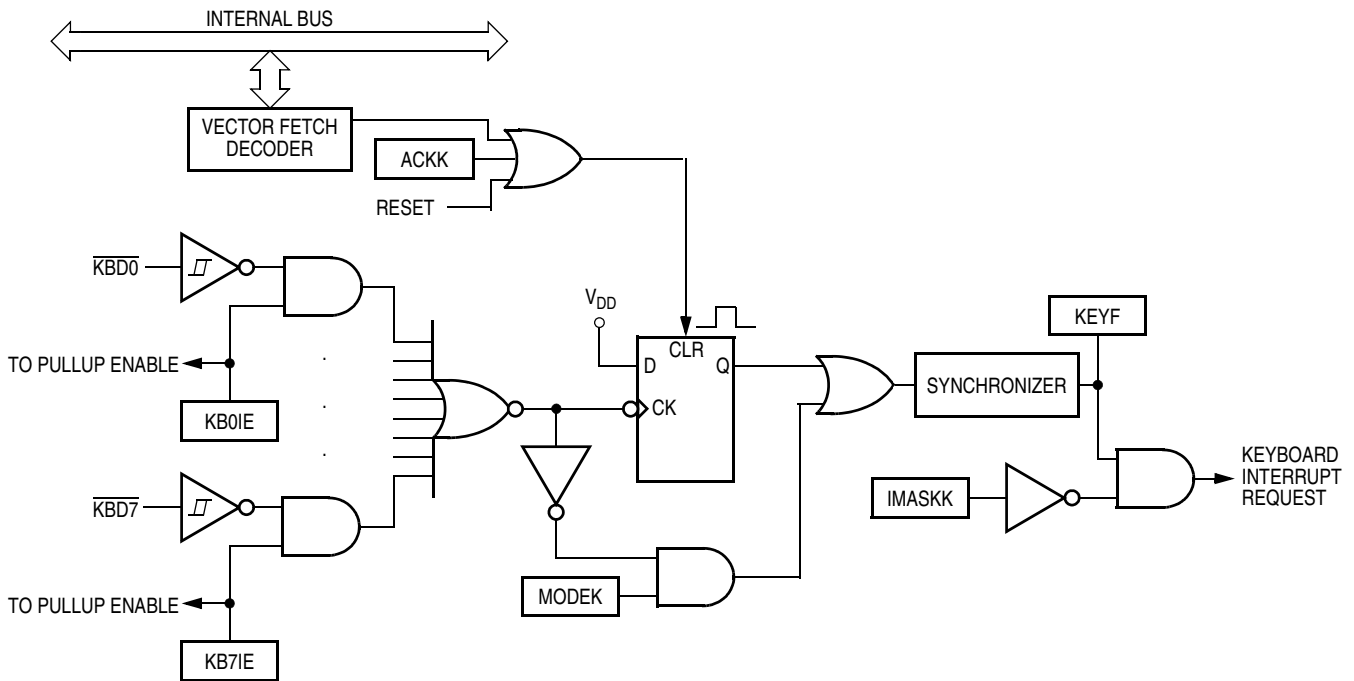 INTERNAL BUS
VECTOR FETCH
DECODER
ACKK
RESET
KBD0
VDD
KEYF
TO PULLUP ENABLE
CLR
D
Q
SYNCHRONIZER
CK
KB0IE
KEYBOARD
INTERRUPT
REQUEST
KBD7
IMASKK
MODEK
TO PULLUP ENABLE
KB7IE